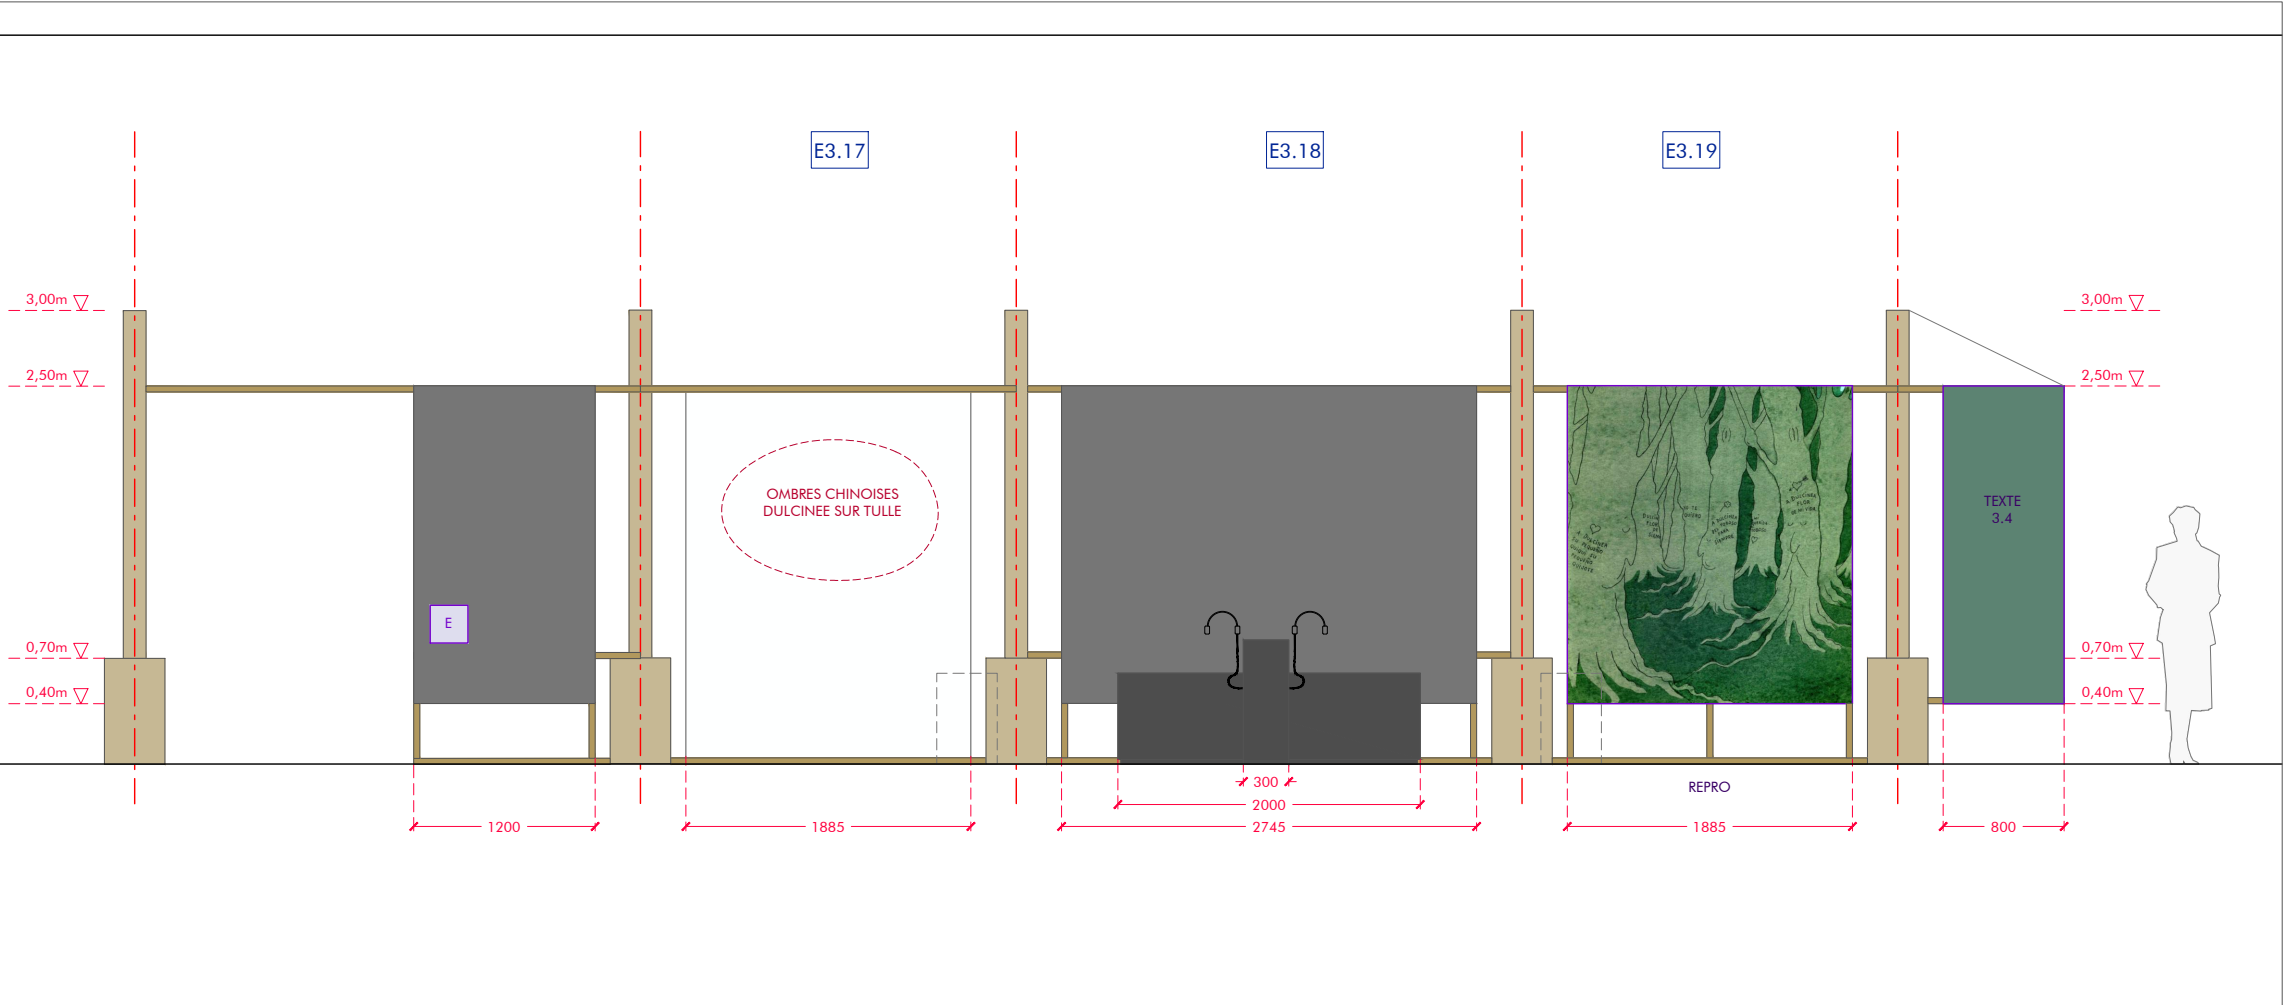 E3.17
E3.18
E3.19
3,00m
3,00m
2,50m
2,50m
OMBRES CHINOISES
DULCINEE SUR TULLE
TEXTE
3.4
E
0,70m
0,70m
0,40m
0,40m
300
REPRO
2000
1200
1885
2745
1885
800